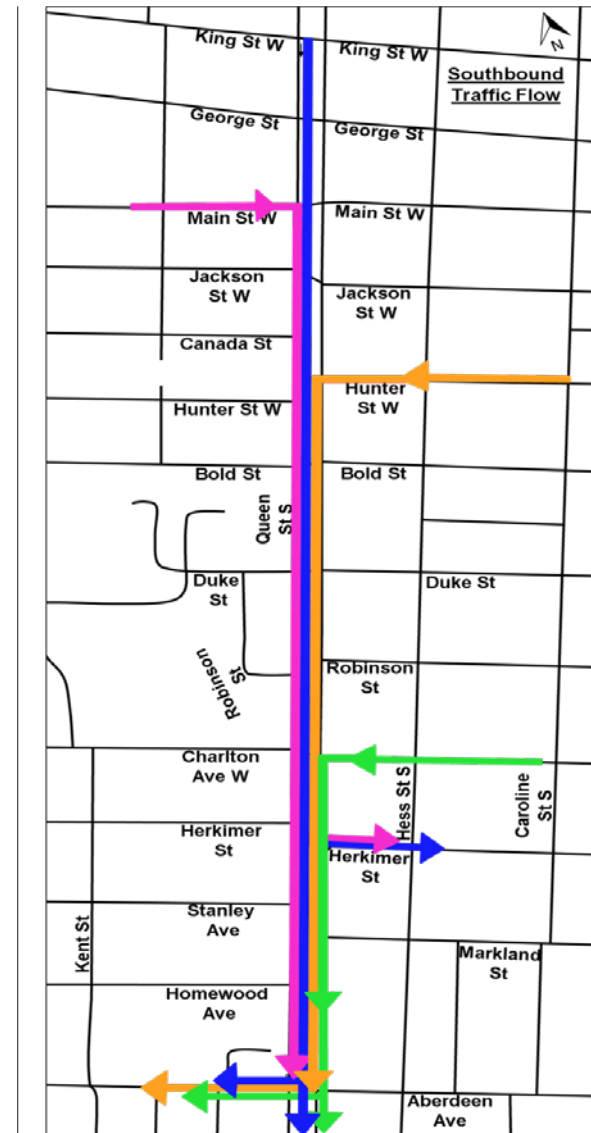 King St W
King St W
N
Southbound
Traffic Flow
George St
George St
Main St W
Main St W
Jackson
St W
Jackson
St W
Canada St
Hunter St W
Hunter
St W
Bold St
Bold St
Queen
St S
Duke
St
Duke St
Robinson
St
Robinson
St
Charlton
Ave W
Hess St S
Caroline
St S
Herkimer
St
Herkimer
St
Stanley
Ave
Kent St
Markland
St
Homewood
Ave
Aberdeen
Ave